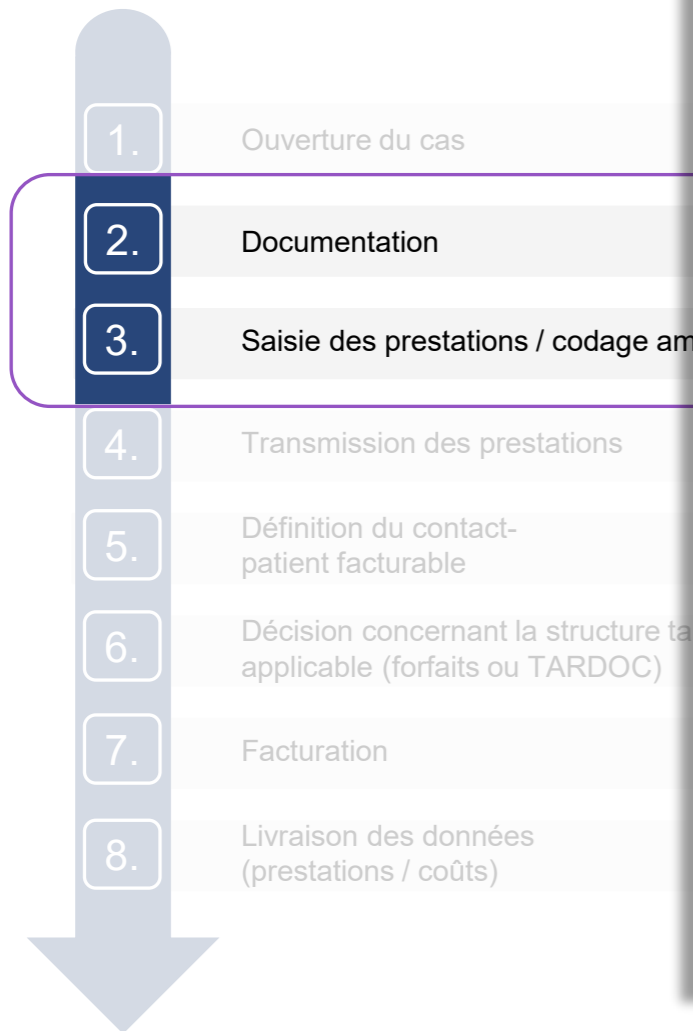 1.
Ouverture du cas
2.
Documentation
3.
Saisie des prestations / codage am
4.
Transmission des prestations
5.
Définition du contact-
patient facturable
6.
Décision concernant la structure ta
applicable (forfaits ou TARDOC)
7.
Facturation
8.
Livraison des données
(prestations / coûts)